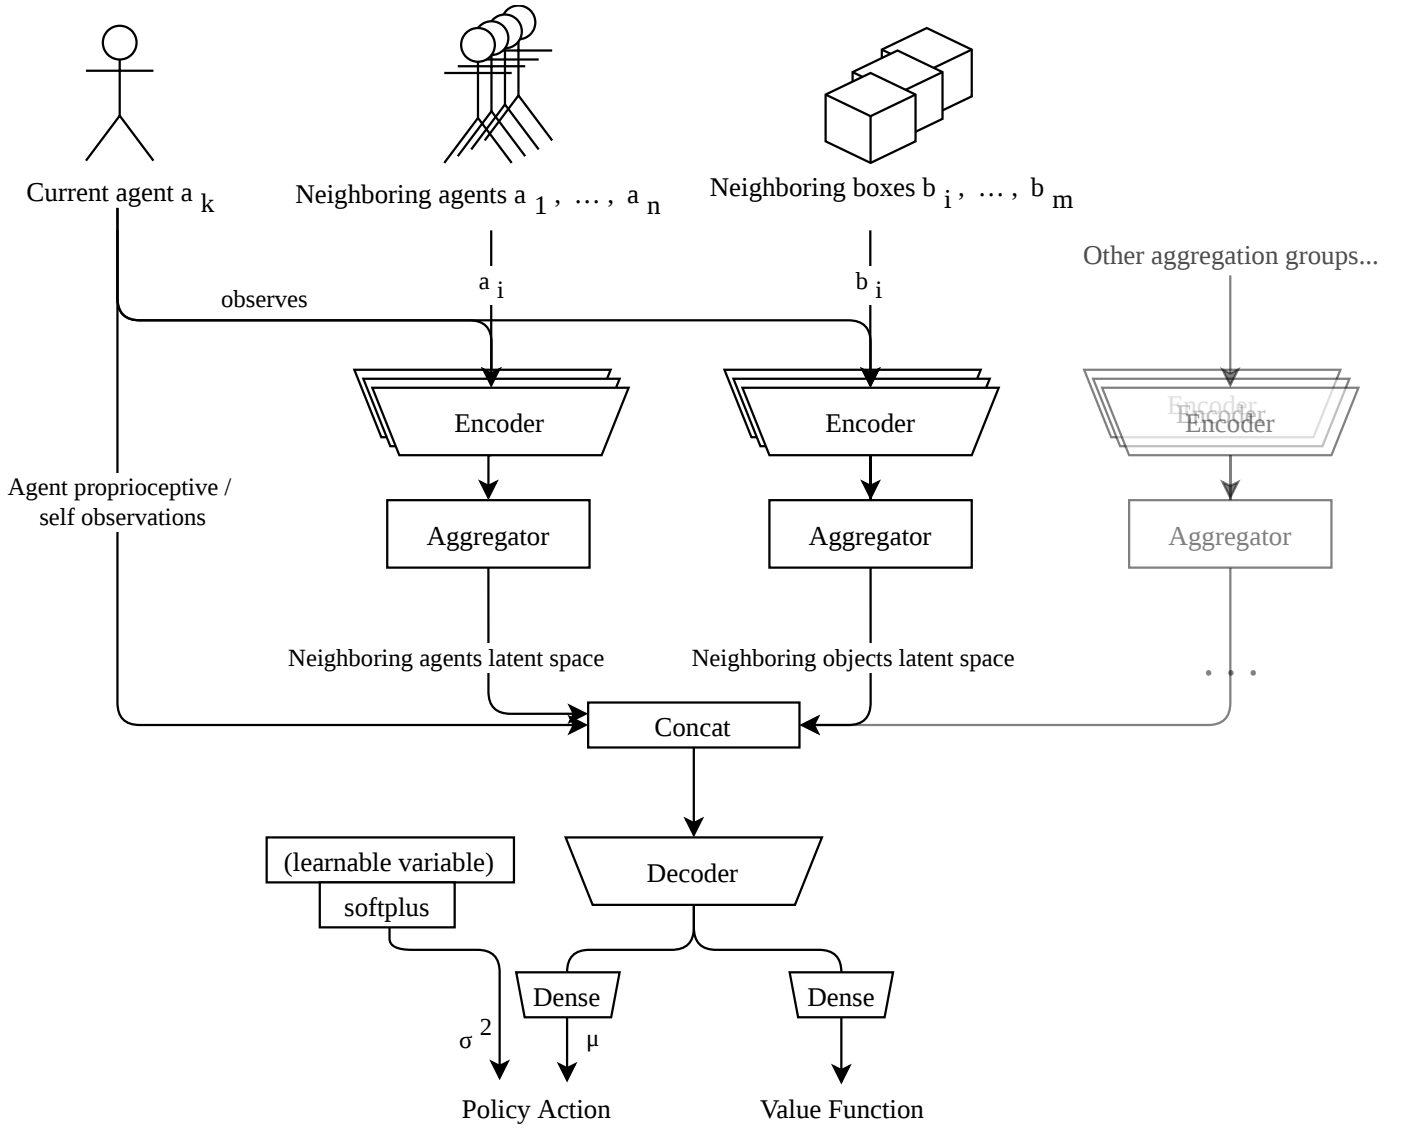 Current agent a k
Neighboring agents a 1 , … , a n
Neighboring boxes b i , … , b m
Other aggregation groups...
a i
b i
observes
Encoder
Encoder
Encoder
Encoder
Encoder
Agent proprioceptive /
self observations
Aggregator
Aggregator
Aggregator
Neighboring agents latent space
Neighboring objects latent space
. . .
Concat
(learnable variable)
softplus
Decoder
Dense
Dense
σ 2
μ
Policy Action
Value Function